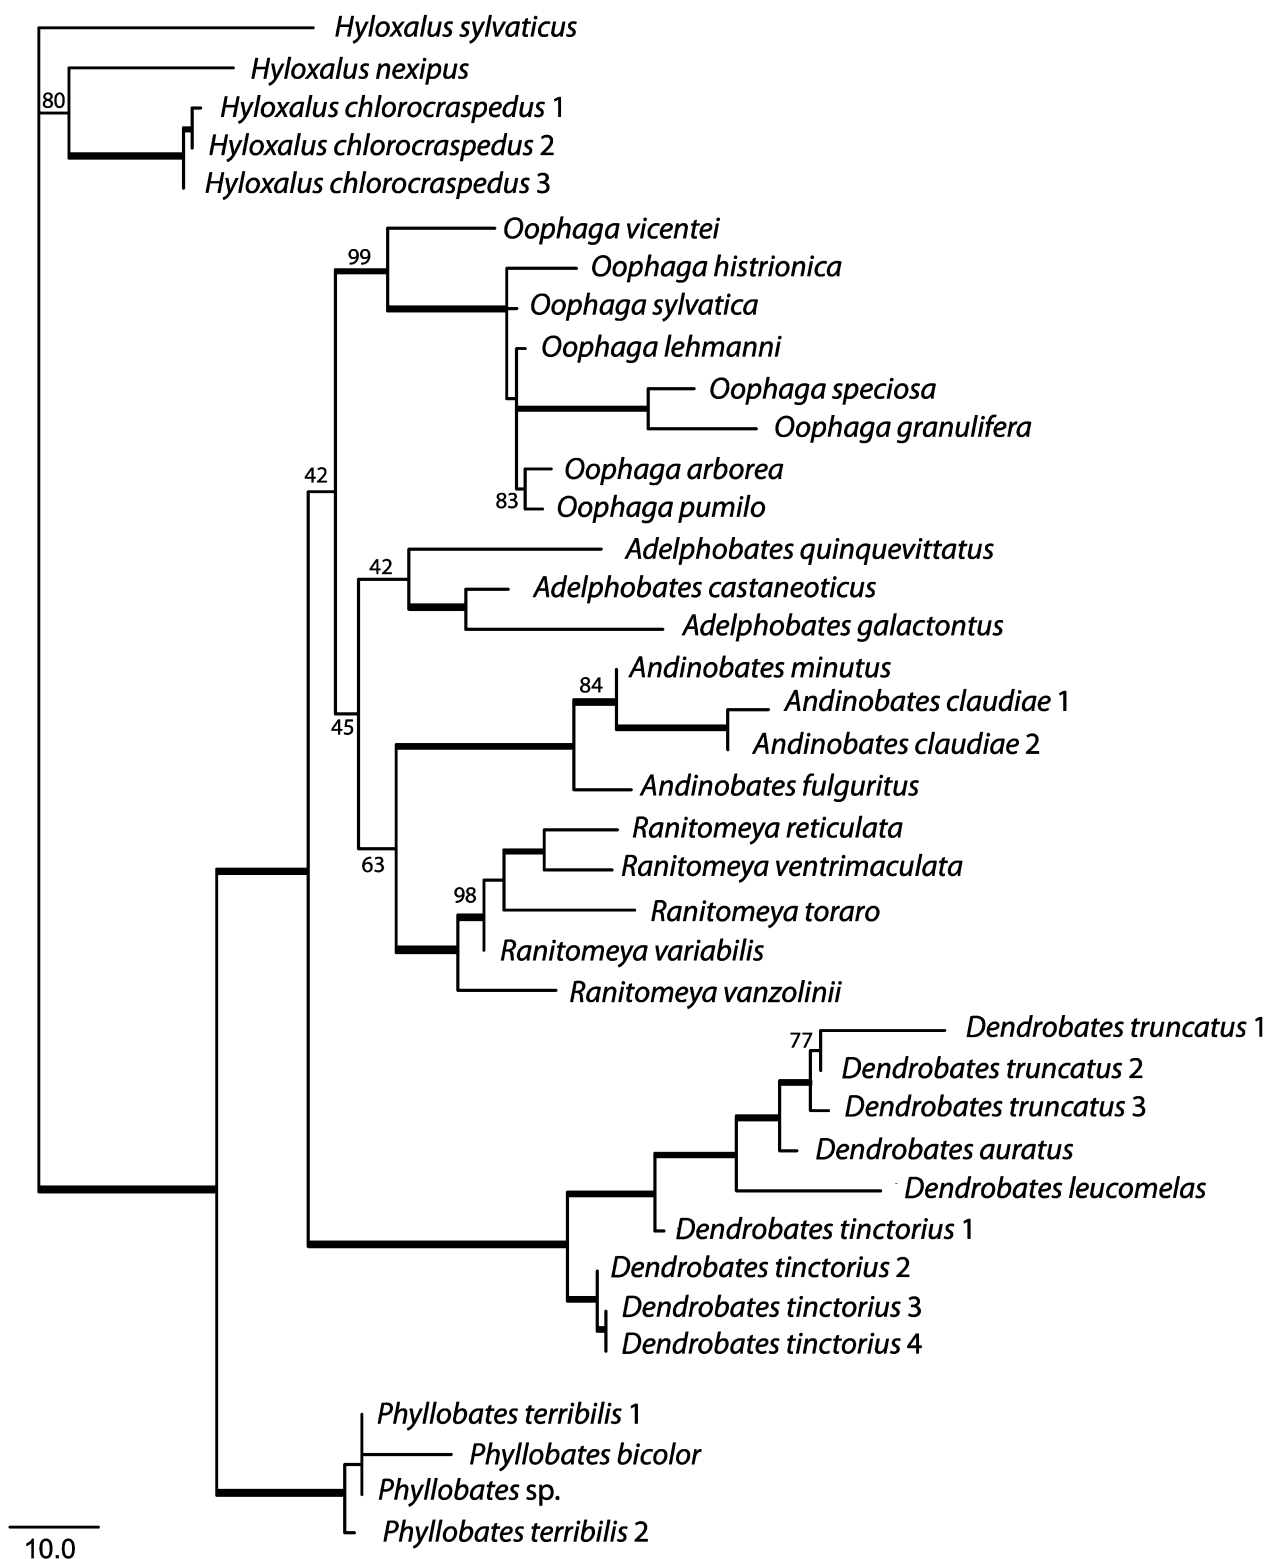 Hyloxalus sylvaticus
Hyloxalus nexipus
80
Hyloxalus chlorocraspedus 1
Hyloxalus chlorocraspedus 2
Hyloxalus chlorocraspedus 3
Oophaga vicentei
99
Oophaga histrionica
Oophaga sylvatica
Oophaga lehmanni
Oophaga speciosa
Oophaga granulifera
Oophaga arborea
42
83
Oophaga pumilo
Adelphobates quinquevittatus
42
Adelphobates castaneoticus
Adelphobates galactontus
Andinobates minutus
84
Andinobates claudiae 1
45
Andinobates claudiae 2
Andinobates fulguritus
Ranitomeya reticulata
63
Ranitomeya ventrimaculata
98
Ranitomeya toraro
Ranitomeya variabilis
Ranitomeya vanzolinii
Dendrobates truncatus 1
77
Dendrobates truncatus 2
Dendrobates truncatus 3
Dendrobates auratus
Dendrobates leucomelas
Dendrobates tinctorius 1
Dendrobates tinctorius 2
Dendrobates tinctorius 3
Dendrobates tinctorius 4
Phyllobates terribilis 1
Phyllobates bicolor
Phyllobates sp.
Phyllobates terribilis 2
10.0